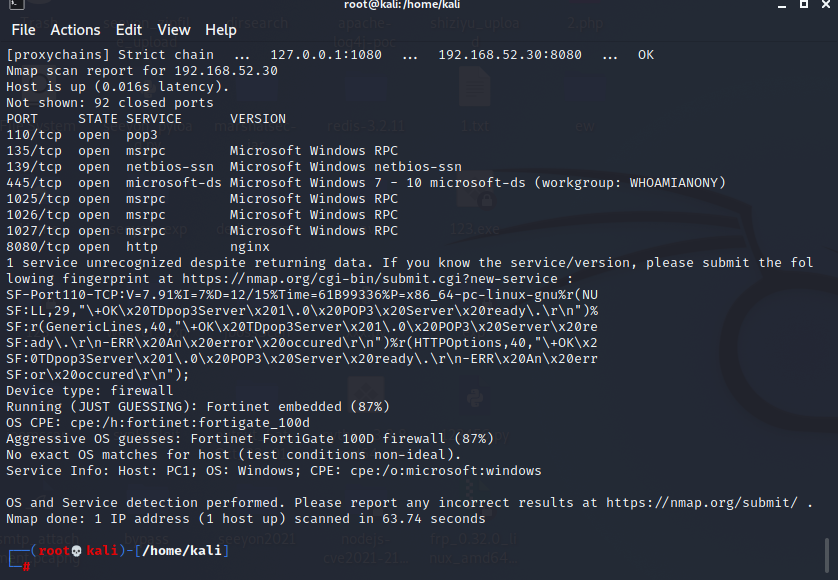 root@kali: /home/kali
File Actions Edit View Help
[proxychains] Strict chain ... 127.0.0.1:1080 ... 192.168.52.30:8080 ... OK
Nmap scan report for 192.168.52.30
Host is up (0.016s latency).
Not shown: 92 closed ports
PORT STATE SERVICE VERSION
110/tcp open pop3
135/tcp open msrpc Microsoft Windows RPC
139/tcp open netbios-ssn Microsoft Windows netbios-ssn
445/tcp open microsoft-ds Microsoft Windows 7 - 10 microsoft-ds (workgroup: WHOAMIANONY)
1025/tcp open msrpc Microsoft Windows RPC
1026/tcp open msrpc Microsoft Windows RPC
1027/tcp open msrpc Microsoft Windows RPC
8080/tcp open http nginx
1 service unrecognized despite returning data. If you know the service/version, please submit the fol
lowing fingerprint at https://nmap.org/cgi-bin/submit.cgi?new-service :
SF-Port110-TCP:V=7.91%I=7%D=12/15%Time=61B99336%P=x86_64-pc-linux-gnu%r(NU
SF:LL,29,"\+OK\x20TDpop3Server\x201\.0\x20POP3\x20Server\x20ready\.\r\n")%
SF:r(GenericLines,40,"\+OK\x20TDpop3Server\x201\.0\x20POP3\x20Server\x20re
SF:ady\.\r\n-ERR\x20An\x20error\x20occured\r\n")%r(HTTPOptions,40,"\+OK\x2
SF:0TDpop3Server\x201\.0\x20POP3\x20Server\x20ready\.\r\n-ERR\x20An\x20err
SF:or\x20occured\r\n");
Device type: firewall
Running (JUST GUESSING): Fortinet embedded (87%)
OS CPE: cpe:/h:fortinet:fortigate_100d
Aggressive OS guesses: Fortinet FortiGate 100D firewall (87%)
No exact OS matches for host (test conditions non-ideal).
Service Info: Host: PC1; OS: Windows; CPE: cpe:/o:microsoft:windows
OS and Service detection performed. Please report any incorrect results at https://nmap.org/submit/ .
Nmap done: 1 IP address (1 host up) scanned in 63.74 seconds
┌──(root💀kali)-[/home/kali]
└─#